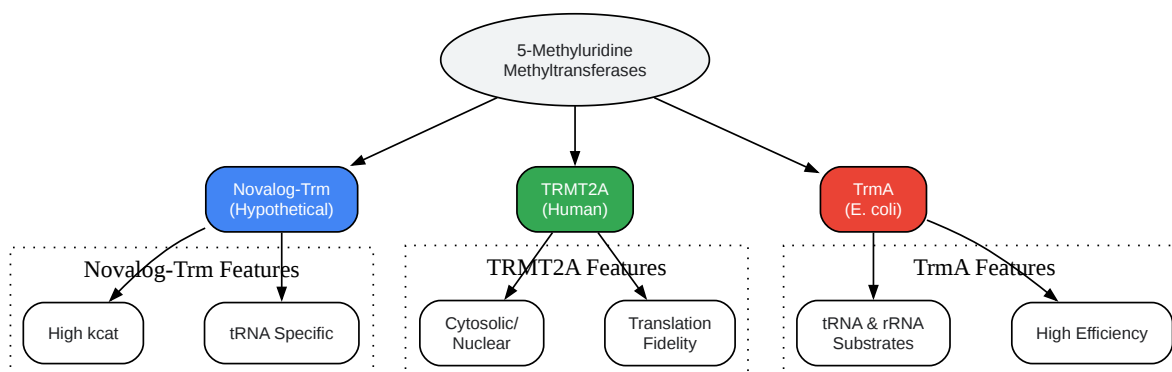 5-Methyluridine
Methyltransferases
Novalog-Trm
(Hypothetical)
TRMT2A
(Human)
TrmA
(E. coli)
Novalog-Trm Features
TRMT2A Features
TrmA Features
High kcat
tRNA Specific
Cytosolic/
Nuclear
Translation
Fidelity
tRNA & rRNA
Substrates
High Efficiency